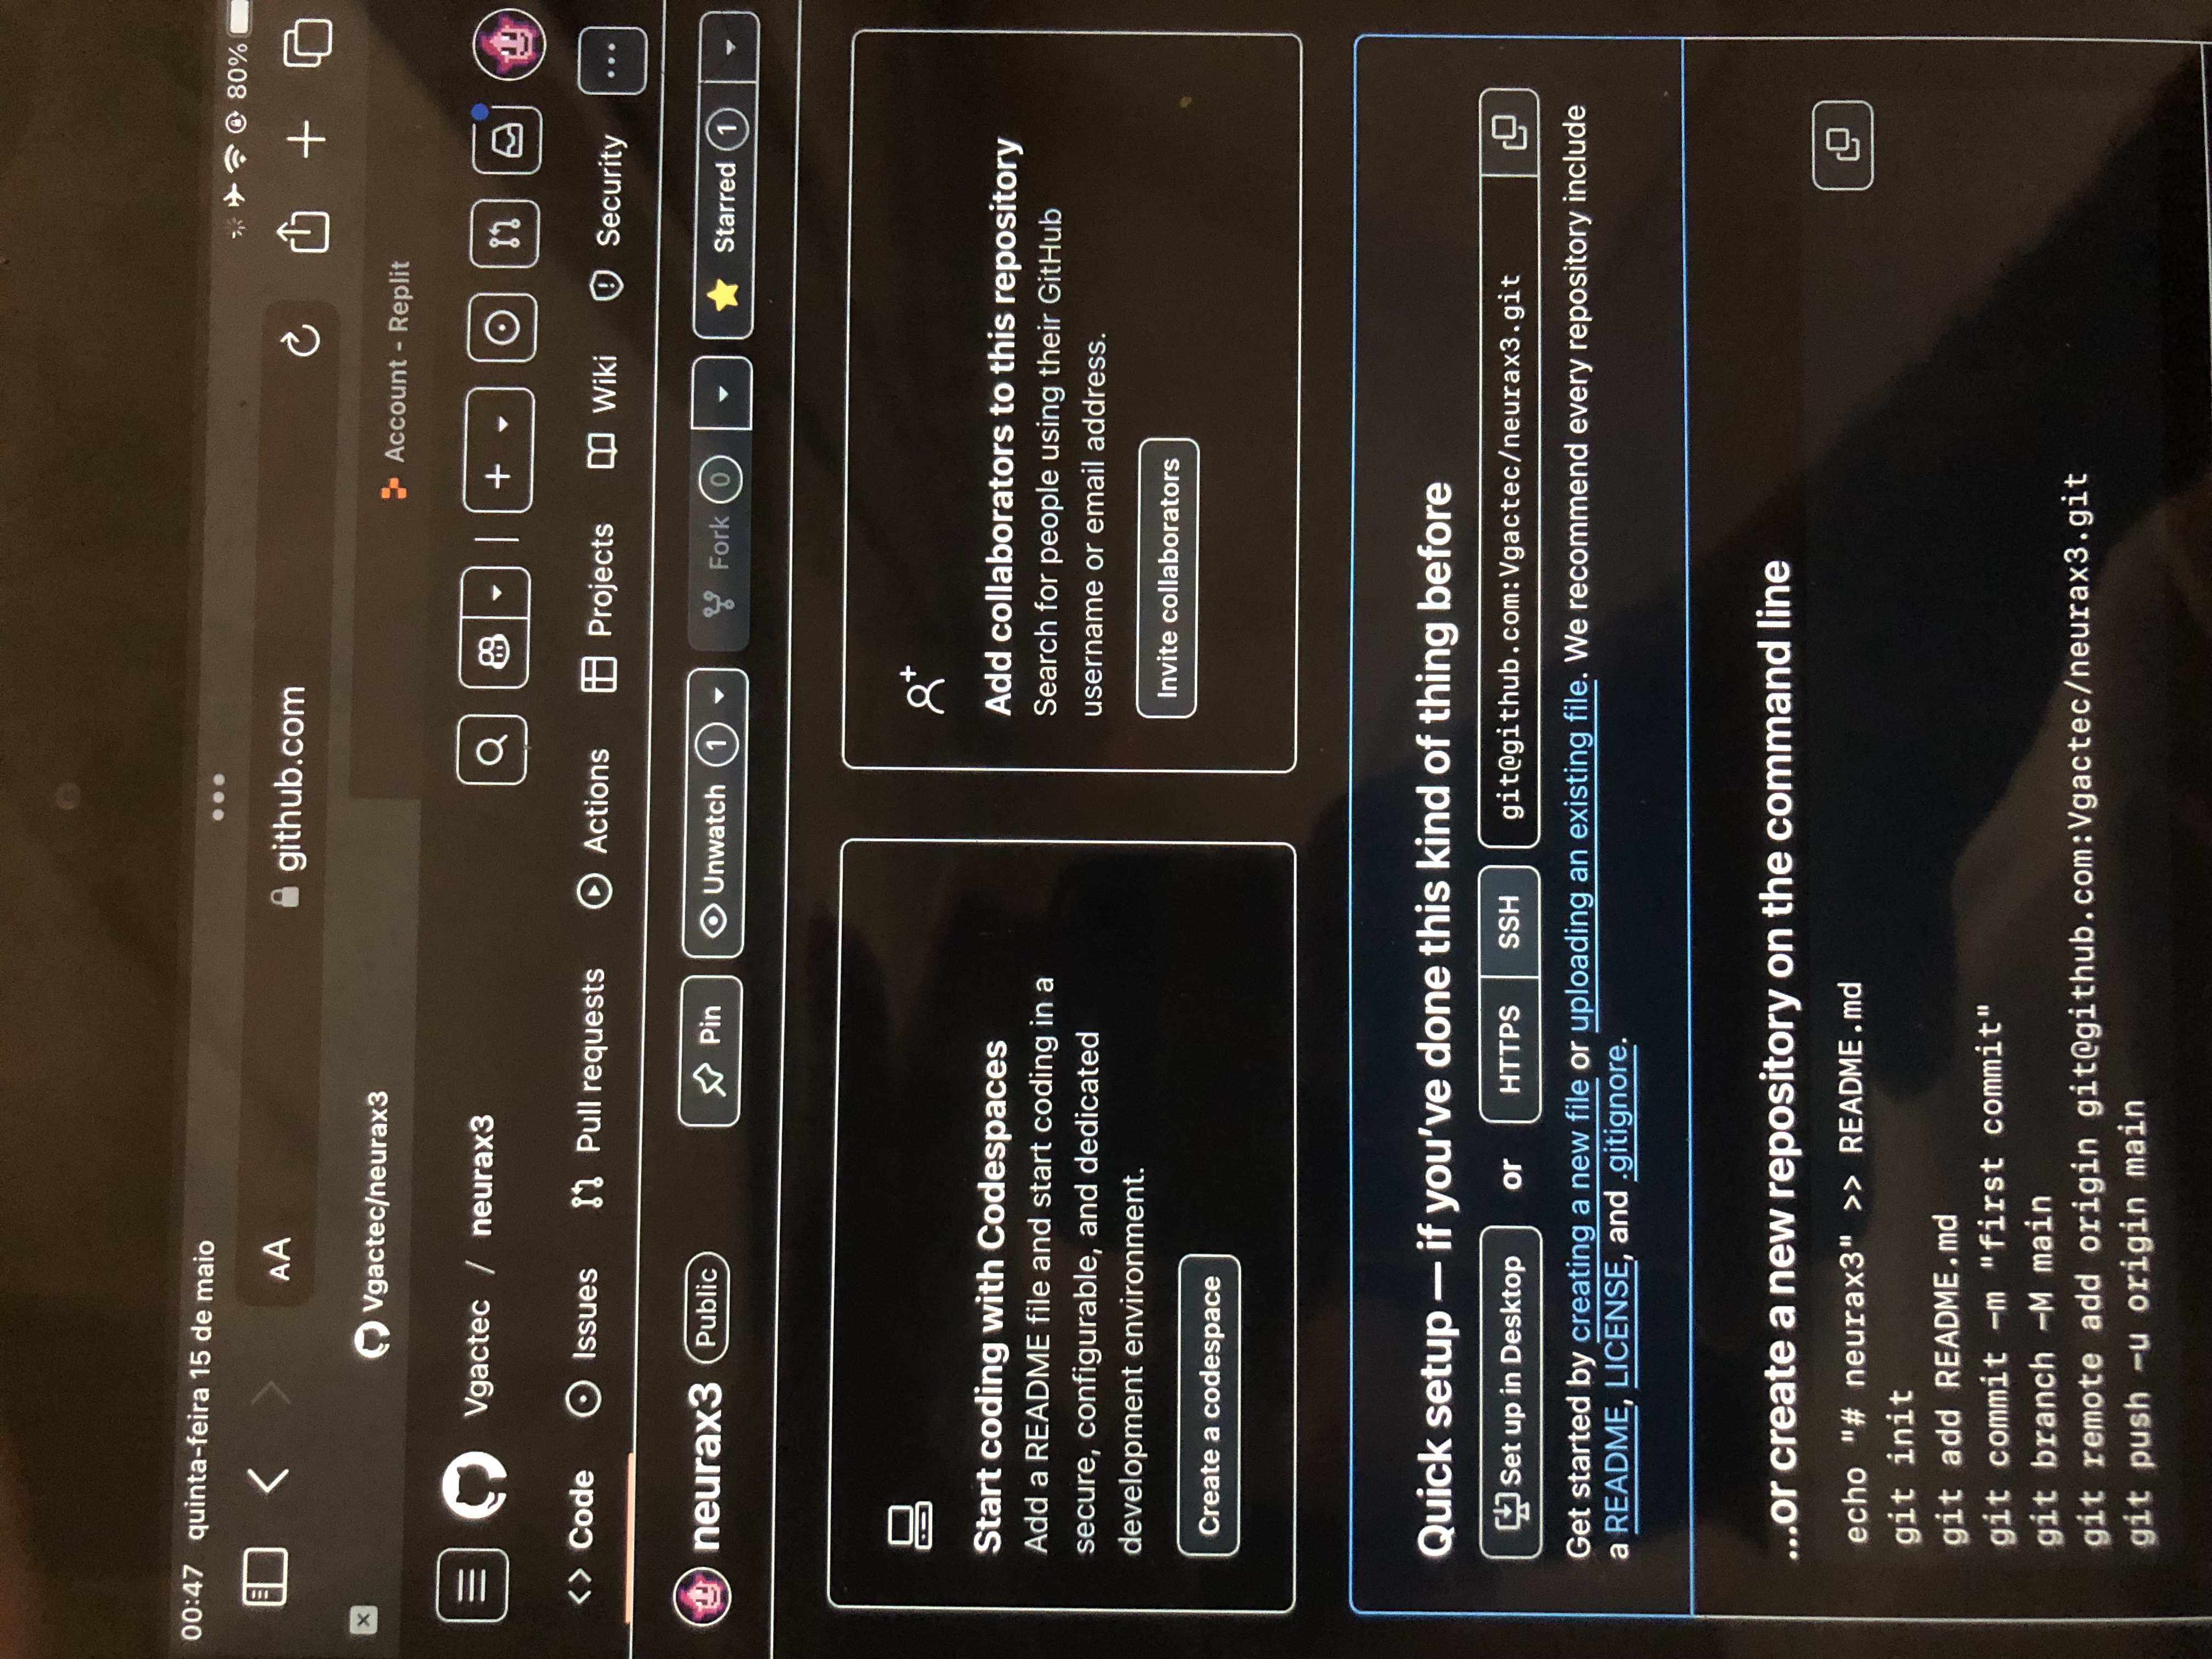 00:47 quinta-feira 15 de maio
80%
AA github.com
Vgactec/neurax3
Account - Replit
Vgactec / neurax3
Code Issues Pull requests Actions Projects Wiki Security
neurax3 Public Pin Unwatch 1 Fork 0 Starred 1
Start coding with Codespaces
Add a README file and start coding in a
secure, configurable, and dedicated
development environment.
Create a codespace
Add collaborators to this repository
Search for people using their GitHub
username or email address.
Invite collaborators
Quick setup — if you've done this kind of thing before
Set up in Desktop or HTTPS SSH git@github.com:Vgactec/neurax3.git
Get started by creating a new file or uploading an existing file. We recommend every repository include
a README, LICENSE, and .gitignore.
...or create a new repository on the command line
echo "# neurax3" >> README.md
git init
git add README.md
git commit -m "first commit"
git branch -M main
git remote add origin git@github.com:Vgactec/neurax3.git
git push -u origin main